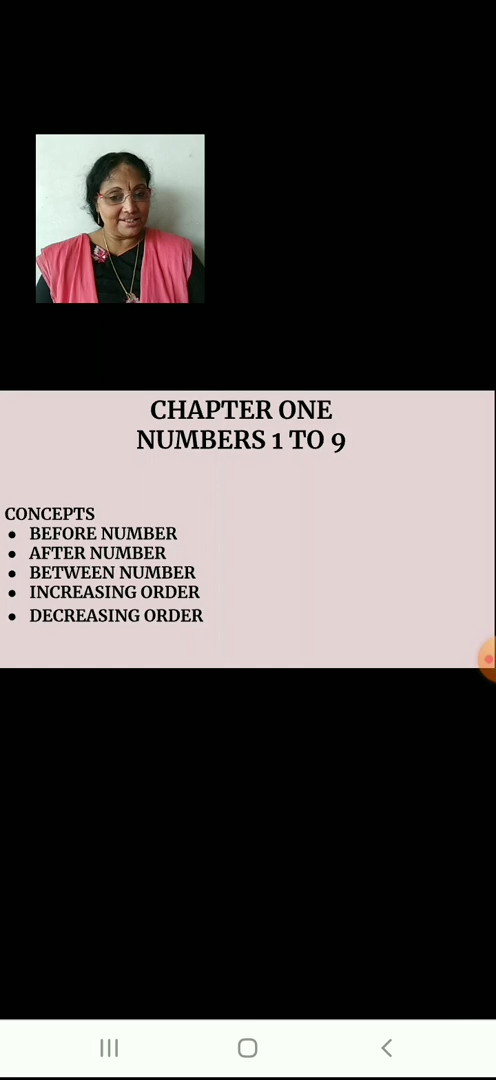 CHAPTER ONE
NUMBERS 1 TO 9
CONCEPTS
● BEFORE NUMBER
● AFTER NUMBER
● BETWEEN NUMBER
● INCREASING ORDER
● DECREASING ORDER